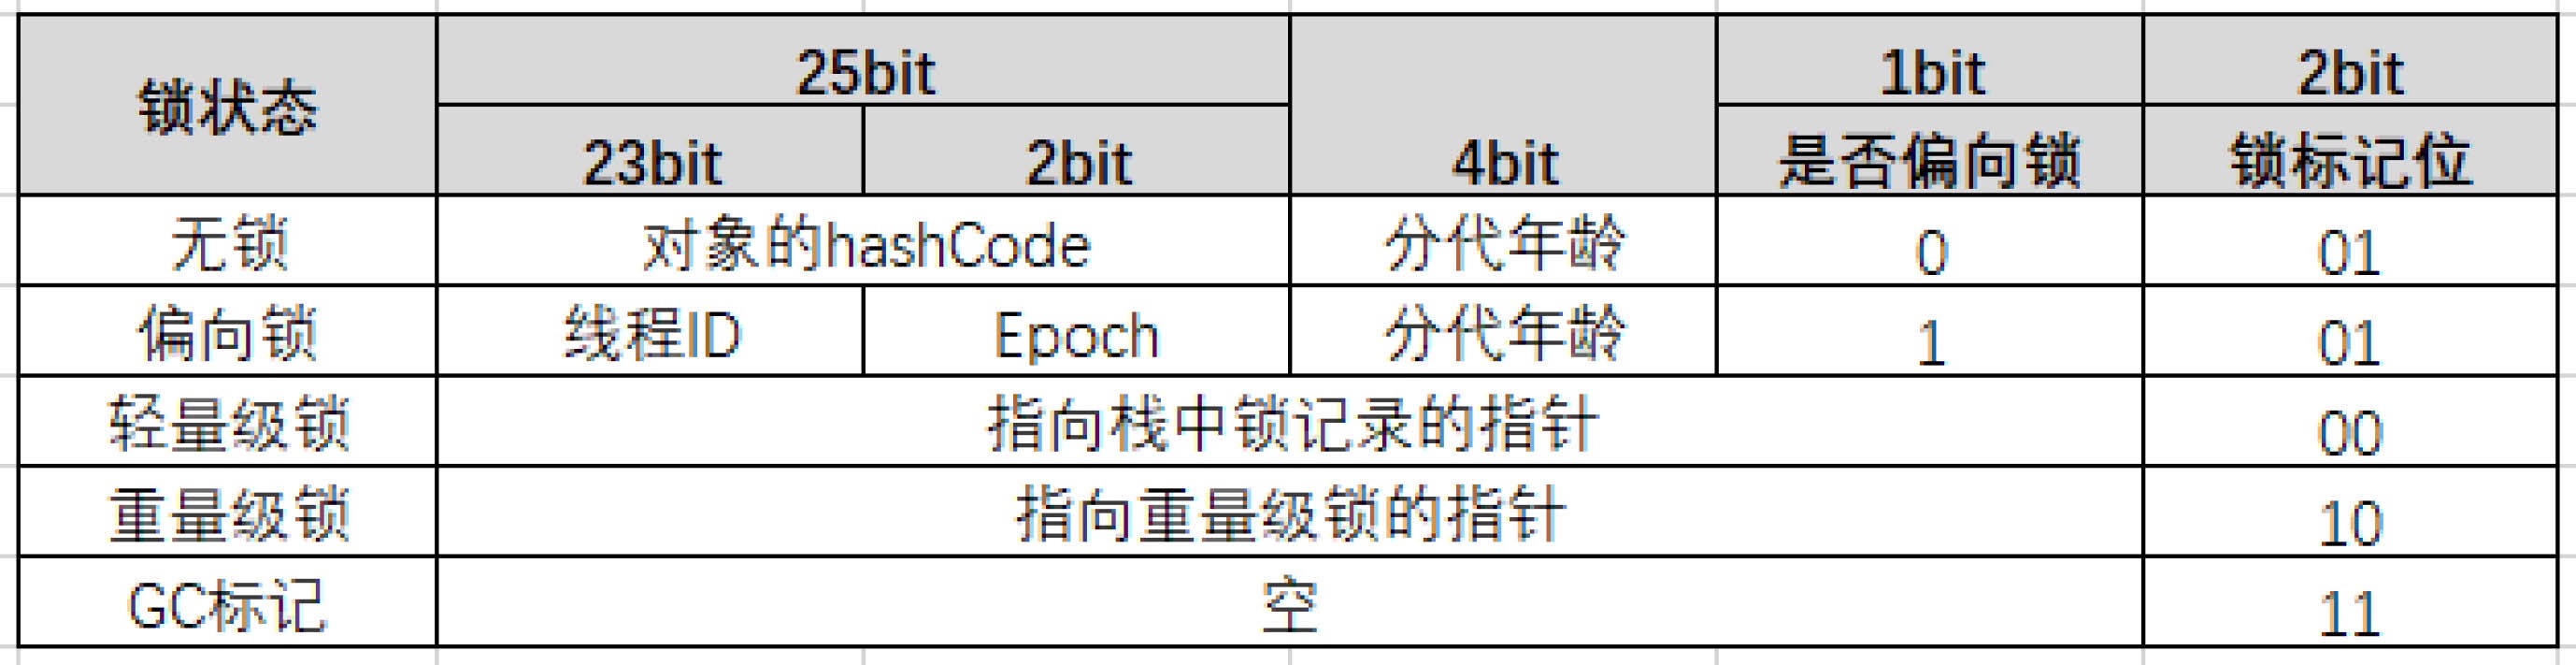 锁状态 25bit 4bit 1bit 2bit
23bit 2bit 是否偏向锁 锁标记位
无锁 对象的hashCode 分代年龄 0 01
偏向锁 线程ID Epoch 分代年龄 1 01
轻量级锁 指向栈中锁记录的指针 00
重量级锁 指向重量级锁的指针 10
GC标记 空 11